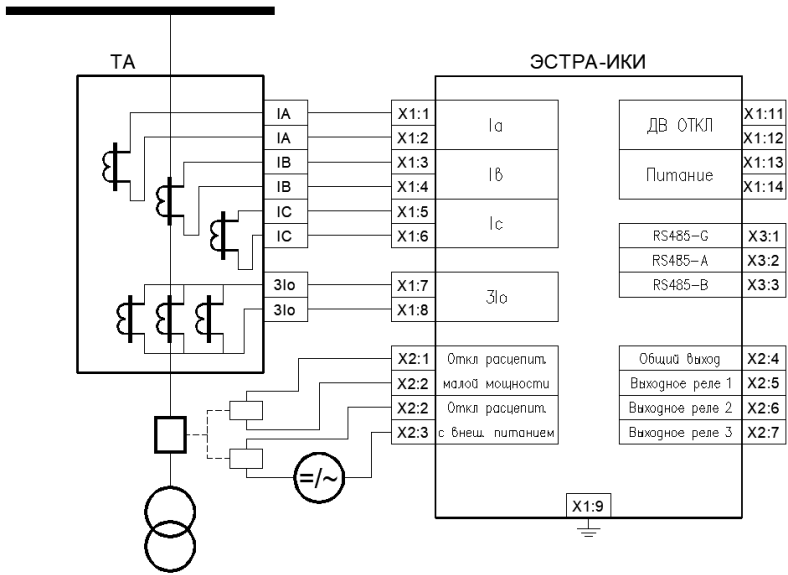 ТА
ЭСТРА-ИКИ
IA X1:1 Ia ДВ ОТКЛ X1:11
IA X1:2 X1:12
IB X1:3 Iв Питание X1:13
IB X1:4 X1:14
IC X1:5 Ic
IC X1:6 RS485-G X3:1
RS485-A X3:2
3Io X1:7 3Io RS485-B X3:3
3Io X1:8
X2:1 Откл расцепит. Общий выход X2:4
X2:2 малой мощности Выходное реле 1 X2:5
X2:2 Откл расцепит. Выходное реле 2 X2:6
X2:3 с внеш. питанием Выходное реле 3 X2:7
=/~
X1:9